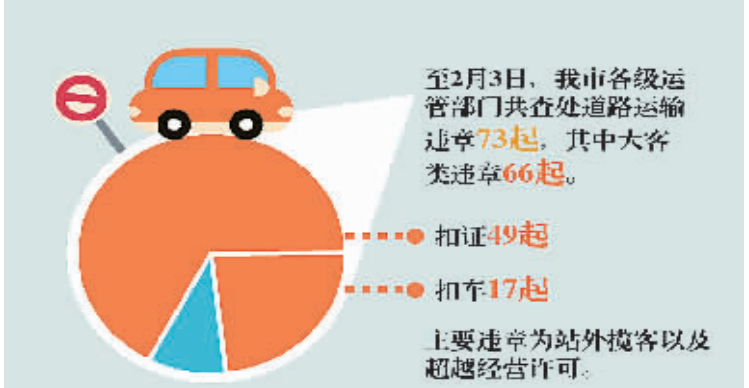 至2月3日，我市各级运
管部门共查处道路运输
违章73起，其中大客
类违章66起。
扣证49起
扣车17起
主要违章为站外揽客以及
超越经营许可。